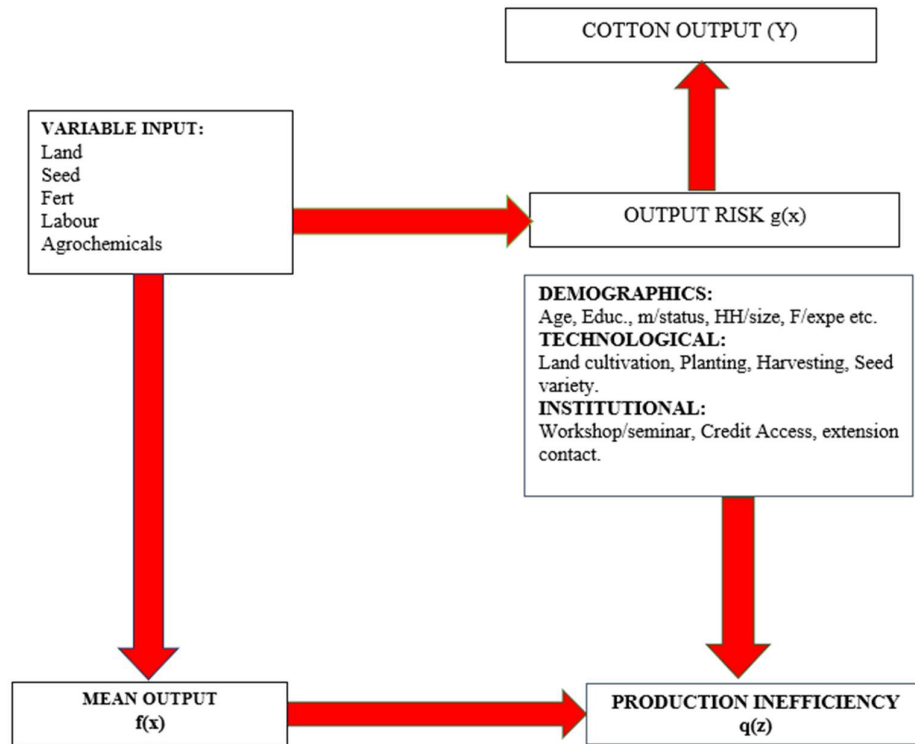 COTTON OUTPUT (Y)
VARIABLE INPUT:
Land
Seed
Fert
Labour
Agrochemicals
OUTPUT RISK g(x)
DEMOGRAPHICS:
Age, Educ., m/status, HH/size, F/expe etc.
TECHNOLOGICAL:
Land cultivation, Planting, Harvesting, Seed
variety.
INSTITUTIONAL:
Workshop/seminar, Credit Access, extension
contact.
MEAN OUTPUT
f(x)
PRODUCTION INEFFICIENCY
q(z)